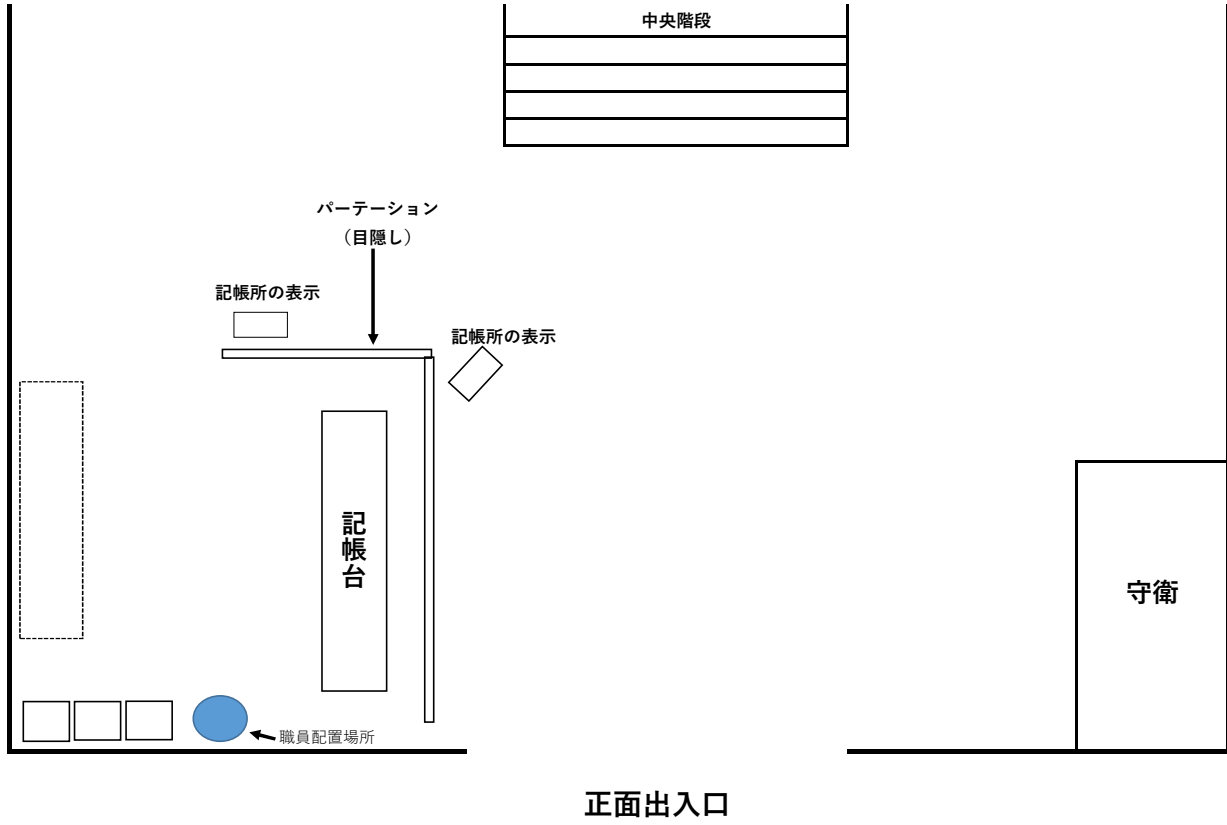 中央階段
パーテーション
（目隠し）
記帳所の表示
記帳所の表示
記帳台
守衛
職員配置場所
正面出入口